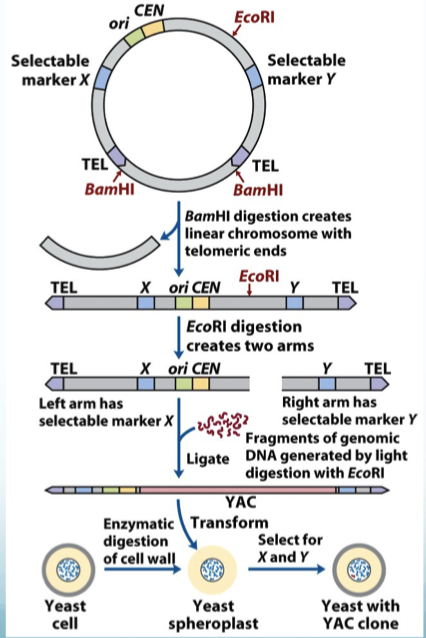 CEN
ori
EcoRI
Selectable
marker X
Selectable
marker Y
TEL
TEL
BamHI
BamHI
BamHI digestion creates
linear chromosome with
telomeric ends
EcoRI
TEL X ori CEN Y TEL
EcoRI digestion
creates two arms
TEL X ori CEN Y TEL
Left arm has
selectable marker X
Right arm has
selectable marker Y
Fragments of genomic
DNA generated by light
digestion with EcoRI
Ligate
YAC
Enzymatic
digestion
of cell wall
Transform
Select for
X and Y
Yeast
cell
Yeast
spheroplast
Yeast with
YAC clone